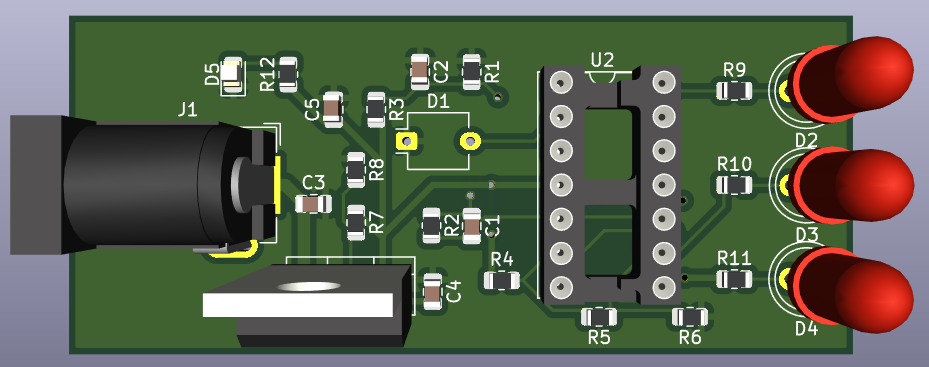 D5
R12
C5
R3
C2
R1
D1
U2
R9
D2
J1
R8
C3
R7
R2
C1
R10
D3
R4
C4
R11
D4
R5
R6